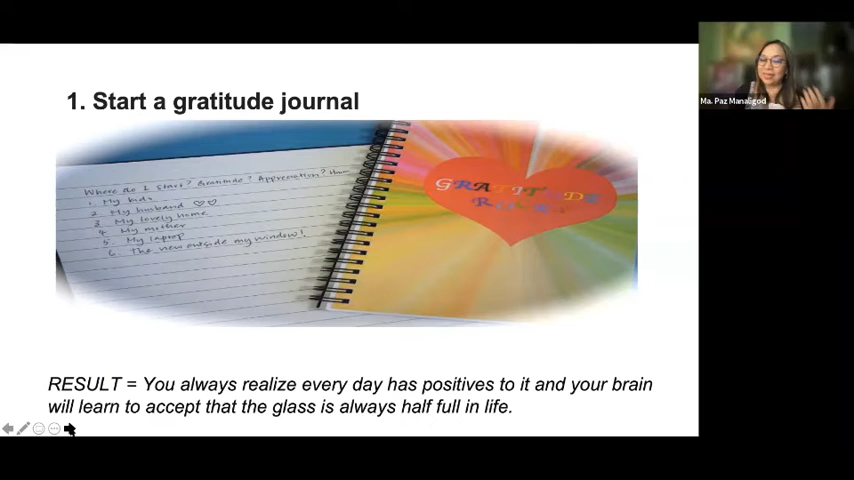 1. Start a gratitude journal
Where do I start? Gratitude? Appreciation?
1. My kids
2. My husband ♡♡
3. My lovely home
4. My mother
5. My laptop
6. The view outside my window!
GRATITUDE
RESULT = You always realize every day has positives to it and your brain
will learn to accept that the glass is always half full in life.
Ma. Paz Manaligod